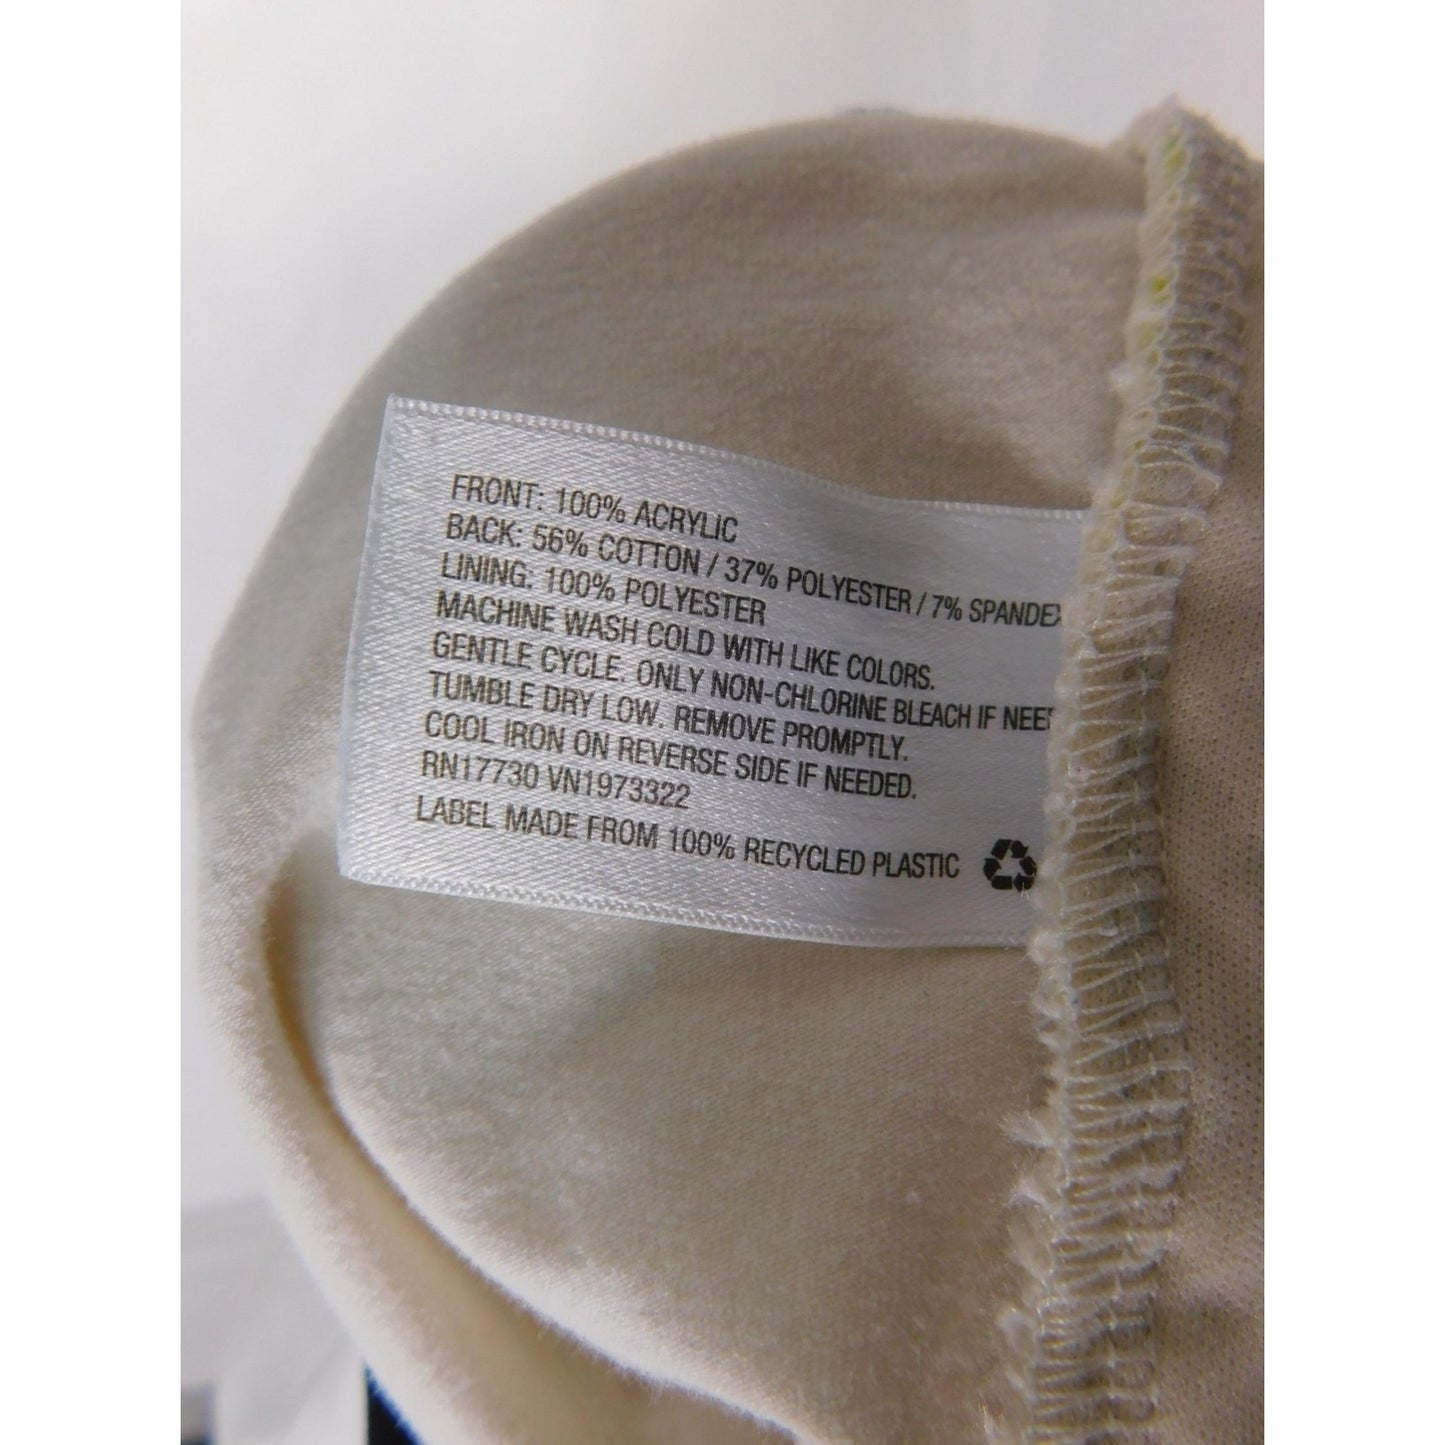 FRONT: 100% ACRYLIC
BACK: 56% COTTON / 37% POLYESTER / 7% SPANDEX
LINING: 100% POLYESTER
MACHINE WASH COLD WITH LIKE COLORS.
GENTLE CYCLE. ONLY NON-CHLORINE BLEACH IF NEE
TUMBLE DRY LOW. REMOVE PROMPTLY.
COOL IRON ON REVERSE SIDE IF NEEDED.
RN17730 VN1973322
LABEL MADE FROM 100% RECYCLED PLASTIC